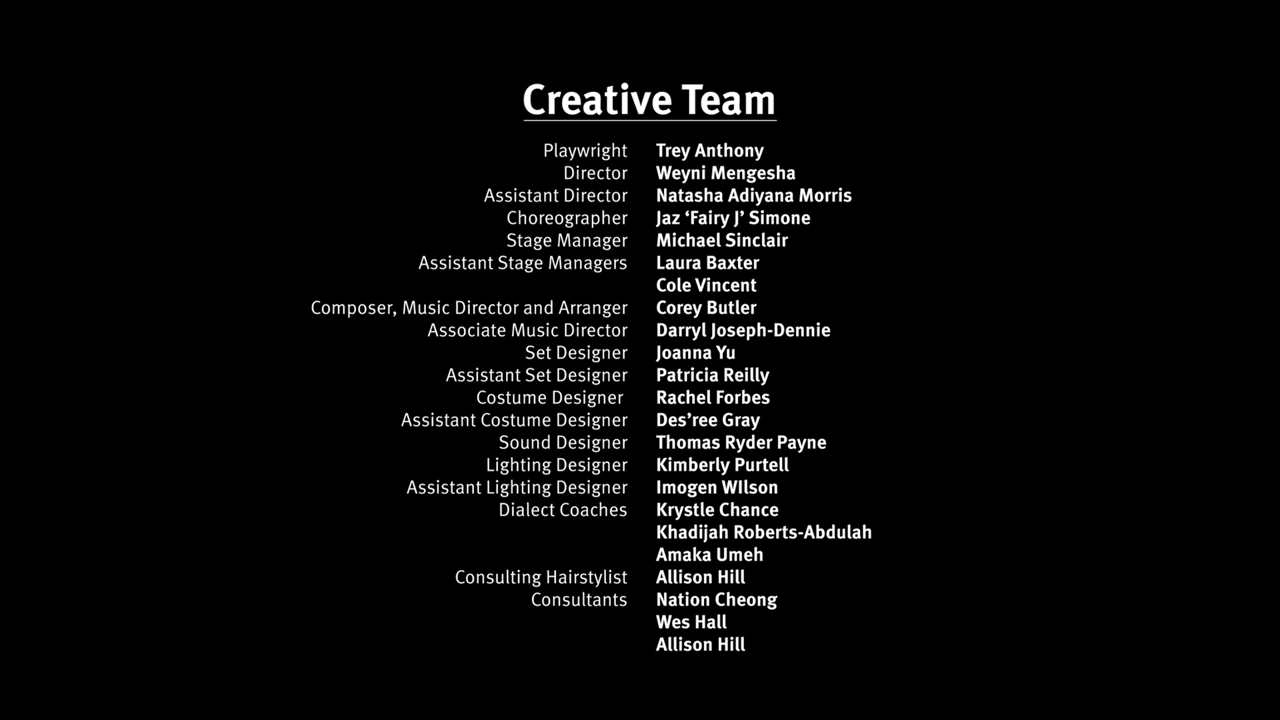 Creative Team
Playwright Trey Anthony
Director Weyni Mengesha
Assistant Director Natasha Adiyana Morris
Choreographer Jaz ‘Fairy J’ Simone
Stage Manager Michael Sinclair
Assistant Stage Managers Laura Baxter
Cole Vincent
Composer, Music Director and Arranger Corey Butler
Associate Music Director Darryl Joseph-Dennie
Set Designer Joanna Yu
Assistant Set Designer Patricia Reilly
Costume Designer Rachel Forbes
Assistant Costume Designer Des’ree Gray
Sound Designer Thomas Ryder Payne
Lighting Designer Kimberly Purtell
Assistant Lighting Designer Imogen WIlson
Dialect Coaches Krystle Chance
Khadijah Roberts-Abdulah
Amaka Umeh
Consulting Hairstylist Allison Hill
Consultants Nation Cheong
Wes Hall
Allison Hill